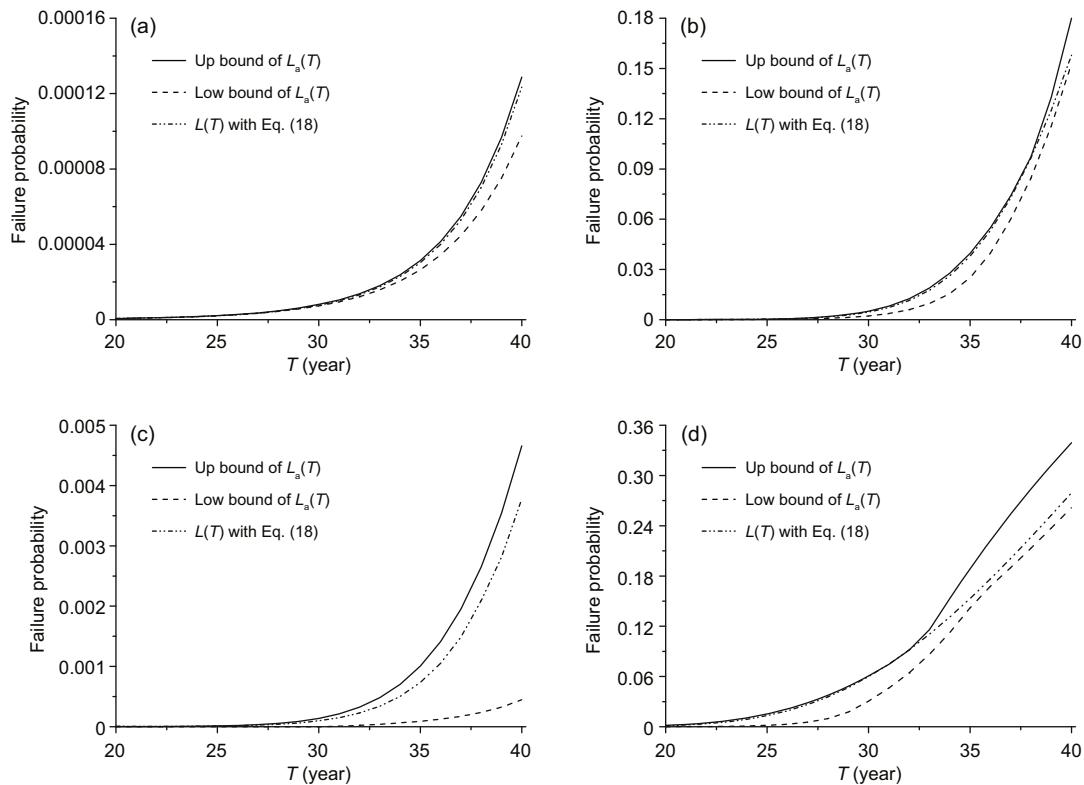 (a)
0.00016
0.00012
0.00008
0.00004
0
Failure probability
Up bound of Lₐ(T)
Low bound of Lₐ(T)
L(T) with Eq. (18)
20 25 30 35 40
T (year)
(b)
0.18
0.15
0.12
0.09
0.06
0.03
0
Failure probability
Up bound of Lₐ(T)
Low bound of Lₐ(T)
L(T) with Eq. (18)
20 25 30 35 40
T (year)
(c)
0.005
0.004
0.003
0.002
0.001
0
Failure probability
Up bound of Lₐ(T)
Low bound of Lₐ(T)
L(T) with Eq. (18)
20 25 30 35 40
T (year)
(d)
0.36
0.30
0.24
0.18
0.12
0.06
0
Failure probability
Up bound of Lₐ(T)
Low bound of Lₐ(T)
L(T) with Eq. (18)
20 25 30 35 40
T (year)